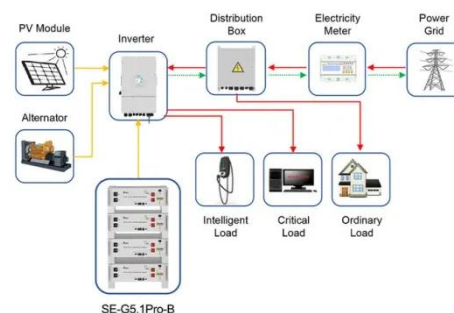 PV Module
Inverter
Distribution
Box
Electricity
Meter
Power
Grid
Alternator
Intelligent
Load
Critical
Load
Ordinary
Load
SE-G5.1Pro-B